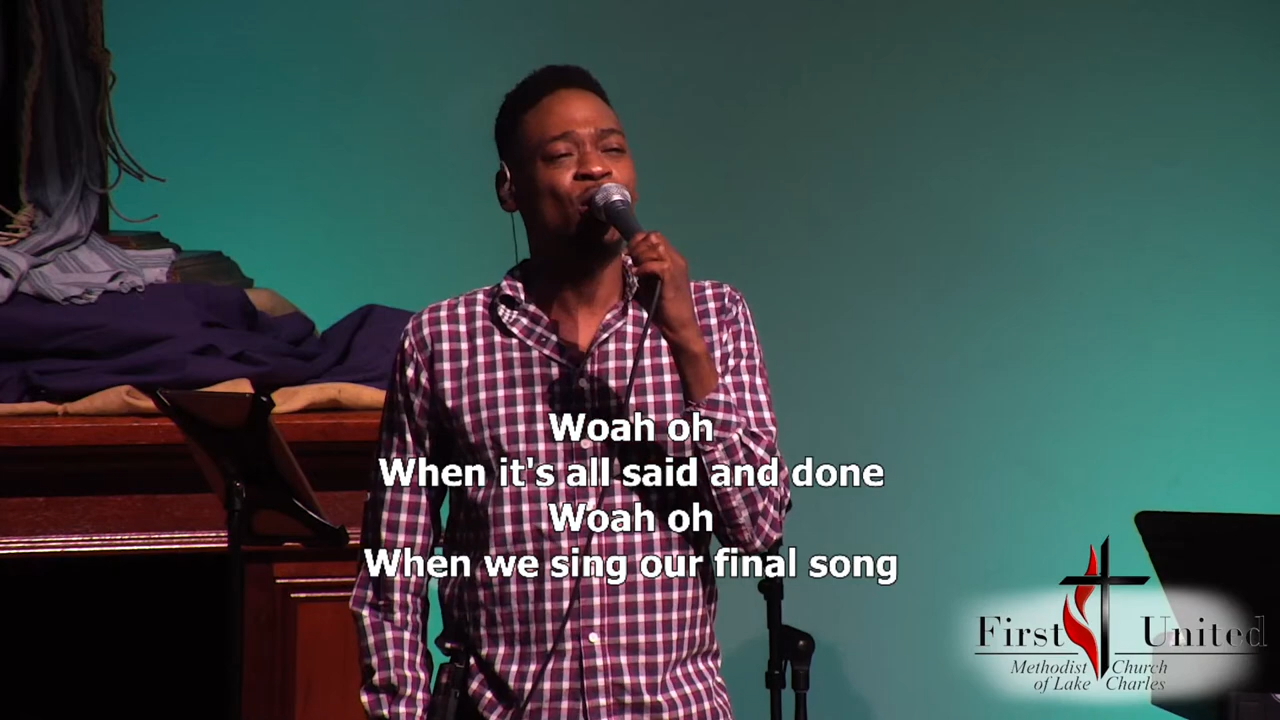 Woah oh
When it's all said and done
Woah oh
When we sing our final song
First United
Methodist Church
of Lake Charles